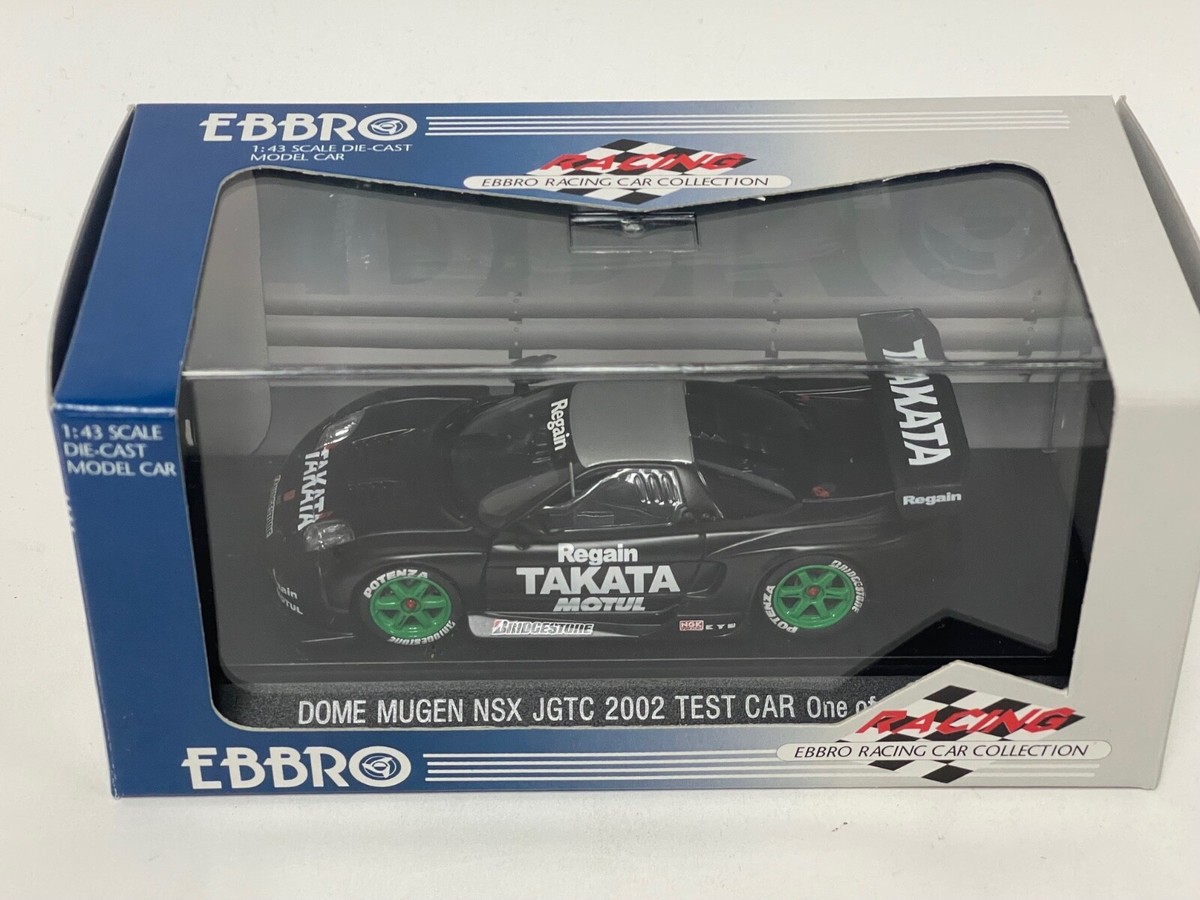 EBBRO
1:43 SCALE DIE-CAST
MODEL CAR
RACING
EBBRO RACING CAR COLLECTION
1:43 SCALE
DIE-CAST
MODEL CAR
TAKATA
Regain
Regain
TAKATA
TAKATA
Regain
TAKATA
MOTUL
POTENZA
BRIDGESTONE
BRIDGESTONE
NGK
POTENZA
BRIDGESTONE
MOTUL
DOME MUGEN NSX JGTC 2002 TEST CAR One of
RACING
EBBRO RACING CAR COLLECTION
EBBRO